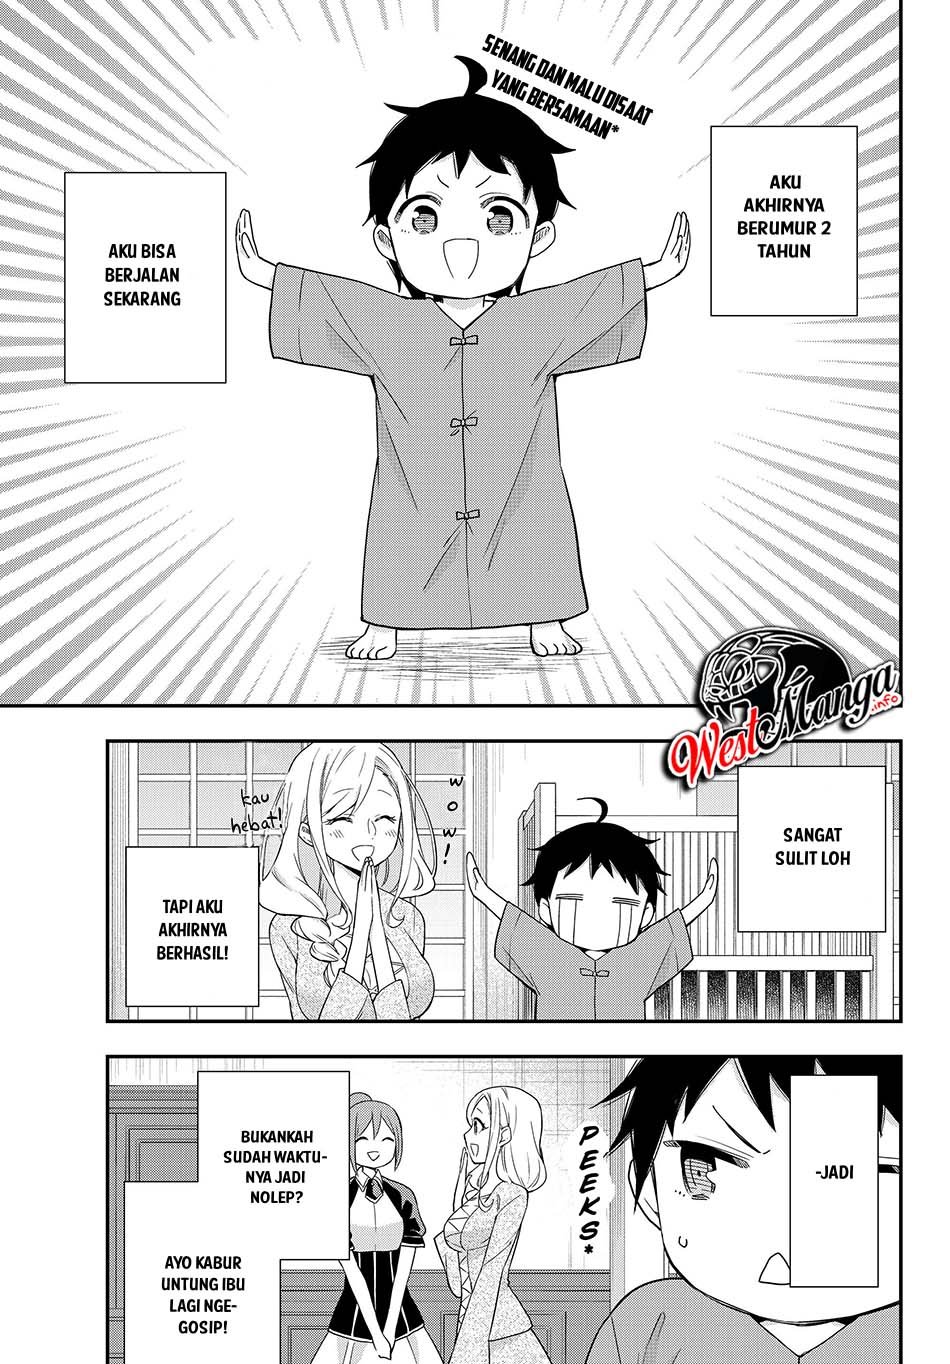 SENANG DAN MALU DISAAT
YANG BERSAMAAN*
AKU
AKHIRNYA
BERUMUR 2
TAHUN
AKU BISA
BERJALAN
SEKARANG
WestManga
.info
SANGAT
SULIT LOH
wow!
kau
hebat!
TAPI AKU
AKHIRNYA
BERHASIL!
-JADI
PEEKS*
BUKANKAH
SUDAH WAKTU-
NYA JADI
NOLEP?
AYO KABUR
UNTUNG IBU
LAGI NGE-
GOSIP!